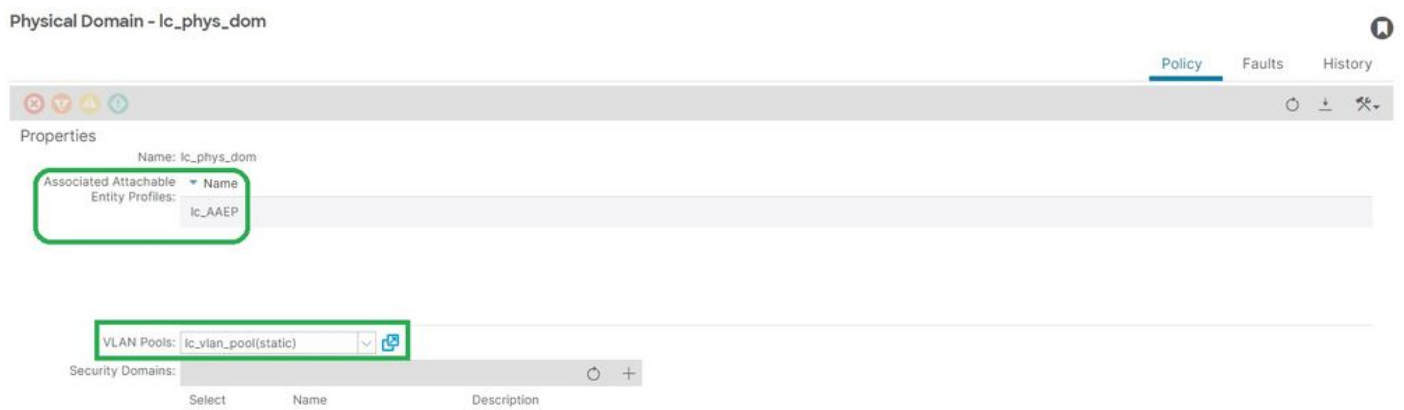 Physical Domain - lc_phys_dom
Policy Faults History
Properties
Name: lc_phys_dom
Associated Attachable Entity Profiles:
Name
lc_AAEP
VLAN Pools: lc_vlan_pool(static)
Security Domains:
Select Name Description